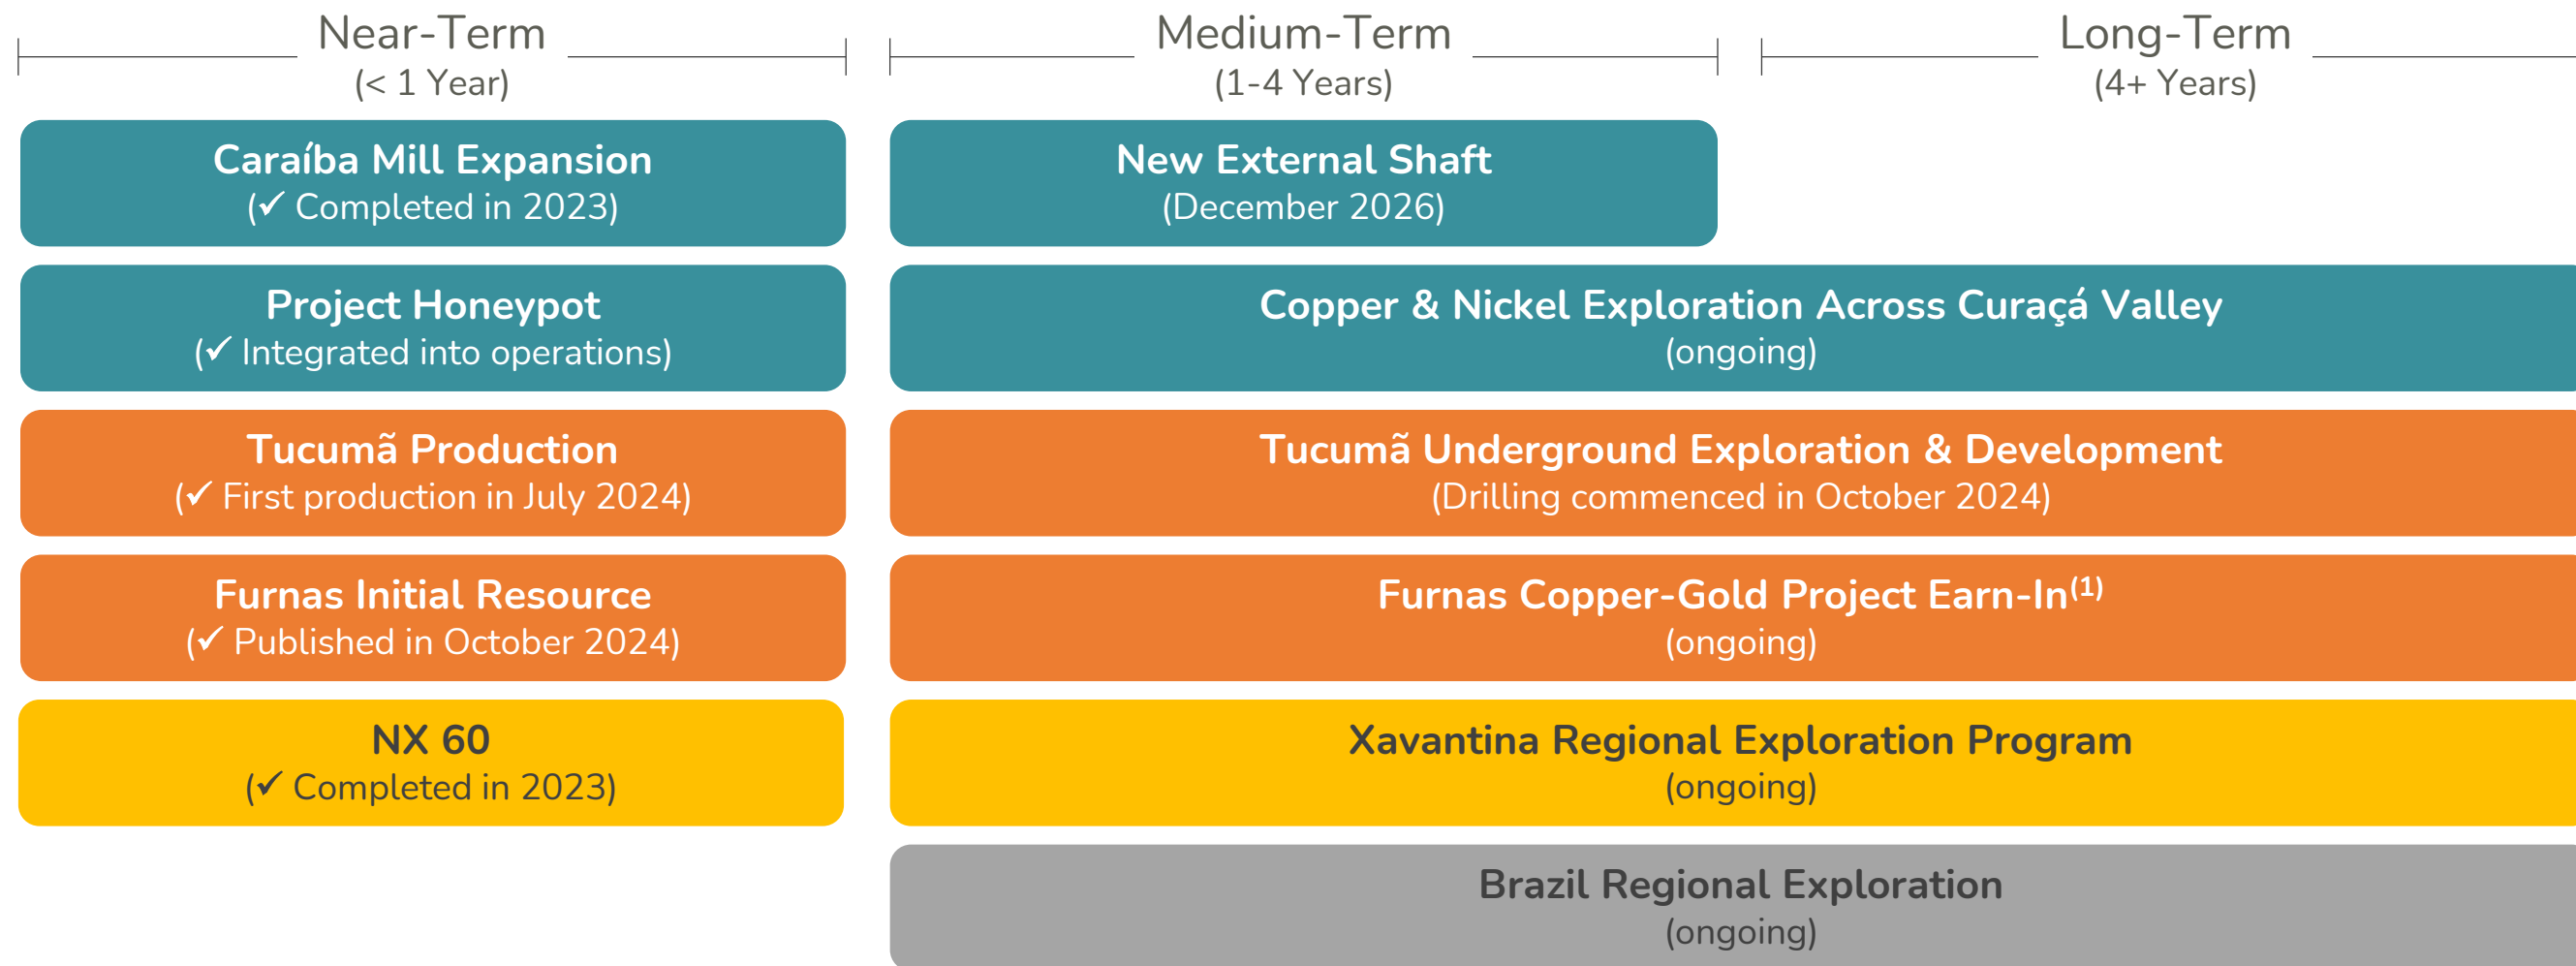 Near-Term
(< 1 Year)
Medium-Term
(1-4 Years)
Long-Term
(4+ Years)
Caraíba Mill Expansion
(✓ Completed in 2023)
New External Shaft
(December 2026)
Project Honeypot
(✓ Integrated into operations)
Copper & Nickel Exploration Across Curaçá Valley
(ongoing)
Tucumã Production
(✓ First production in July 2024)
Tucumã Underground Exploration & Development
(Drilling commenced in October 2024)
Furnas Initial Resource
(✓ Published in October 2024)
Furnas Copper-Gold Project Earn-In(1)
(ongoing)
NX 60
(✓ Completed in 2023)
Xavantina Regional Exploration Program
(ongoing)
Brazil Regional Exploration
(ongoing)